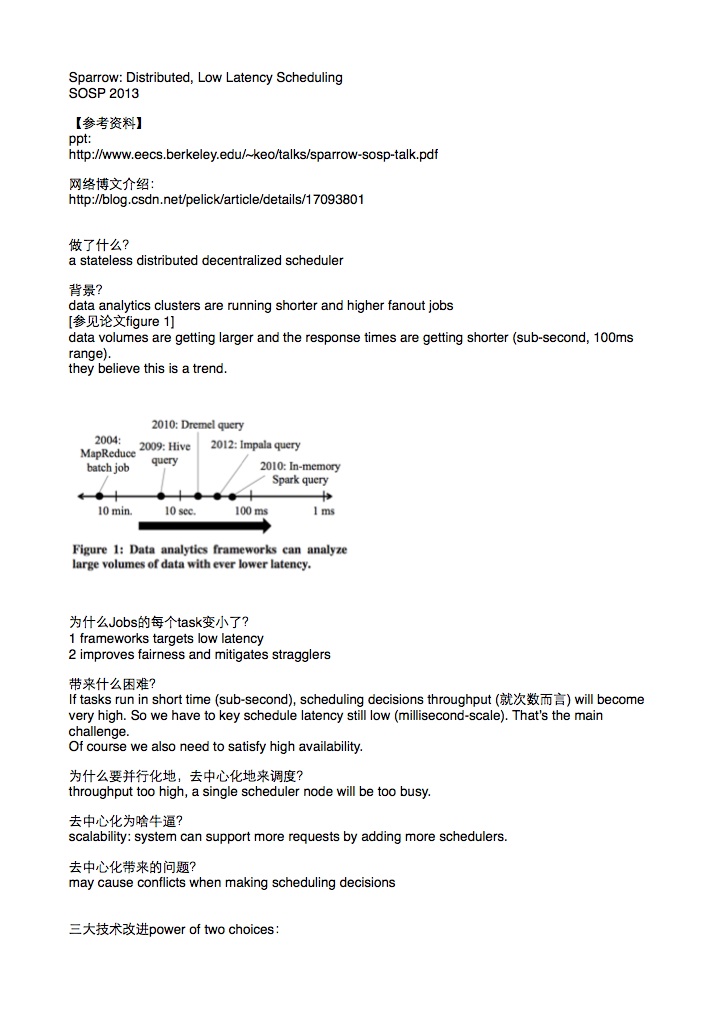 Sparrow: Distributed, Low Latency Scheduling
SOSP 2013
【参考资料】
ppt:
http://www.eecs.berkeley.edu/~keo/talks/sparrow-sosp-talk.pdf
网络博文介绍：
http://blog.csdn.net/pelick/article/details/17093801
做了什么？
a stateless distributed decentralized scheduler
背景？
data analytics clusters are running shorter and higher fanout jobs
[参见论文figure 1]
data volumes are getting larger and the response times are getting shorter (sub-second, 100ms
range).
they believe this is a trend.
2010: Dremel query
2004:
MapReduce
batch job
2009: Hive
query
2012: Impala query
2010: In-memory
Spark query
10 min.
10 sec.
100 ms
1 ms
Figure 1: Data analytics frameworks can analyze
large volumes of data with ever lower latency.
为什么Jobs的每个task变小了？
1 frameworks targets low latency
2 improves fairness and mitigates stragglers
带来什么困难？
If tasks run in short time (sub-second), scheduling decisions throughput (就次数而言) will become
very high. So we have to key schedule latency still low (millisecond-scale). That's the main
challenge.
Of course we also need to satisfy high availability.
为什么要并行化地，去中心化地来调度？
throughput too high, a single scheduler node will be too busy.
去中心化为啥牛逼？
scalability: system can support more requests by adding more schedulers.
去中心化带来的问题？
may cause conflicts when making scheduling decisions
三大技术改进power of two choices：